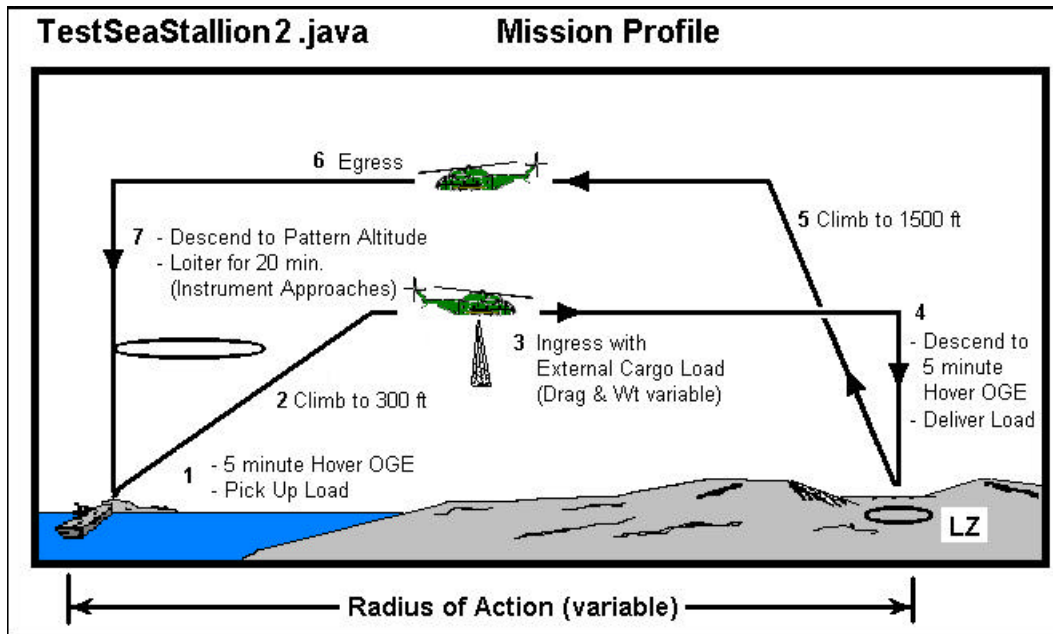 TestSeaStallion2.java Mission Profile
6 Egress
7 - Descend to Pattern Altitude
- Loiter for 20 min.
(Instrument Approaches)
5 Climb to 1500 ft
4
- Descend to
5 minute
Hover OGE
- Deliver Load
3 Ingress with
External Cargo Load
(Drag & Wt variable)
2 Climb to 300 ft
1 - 5 minute Hover OGE
- Pick Up Load
LZ
Radius of Action (variable)